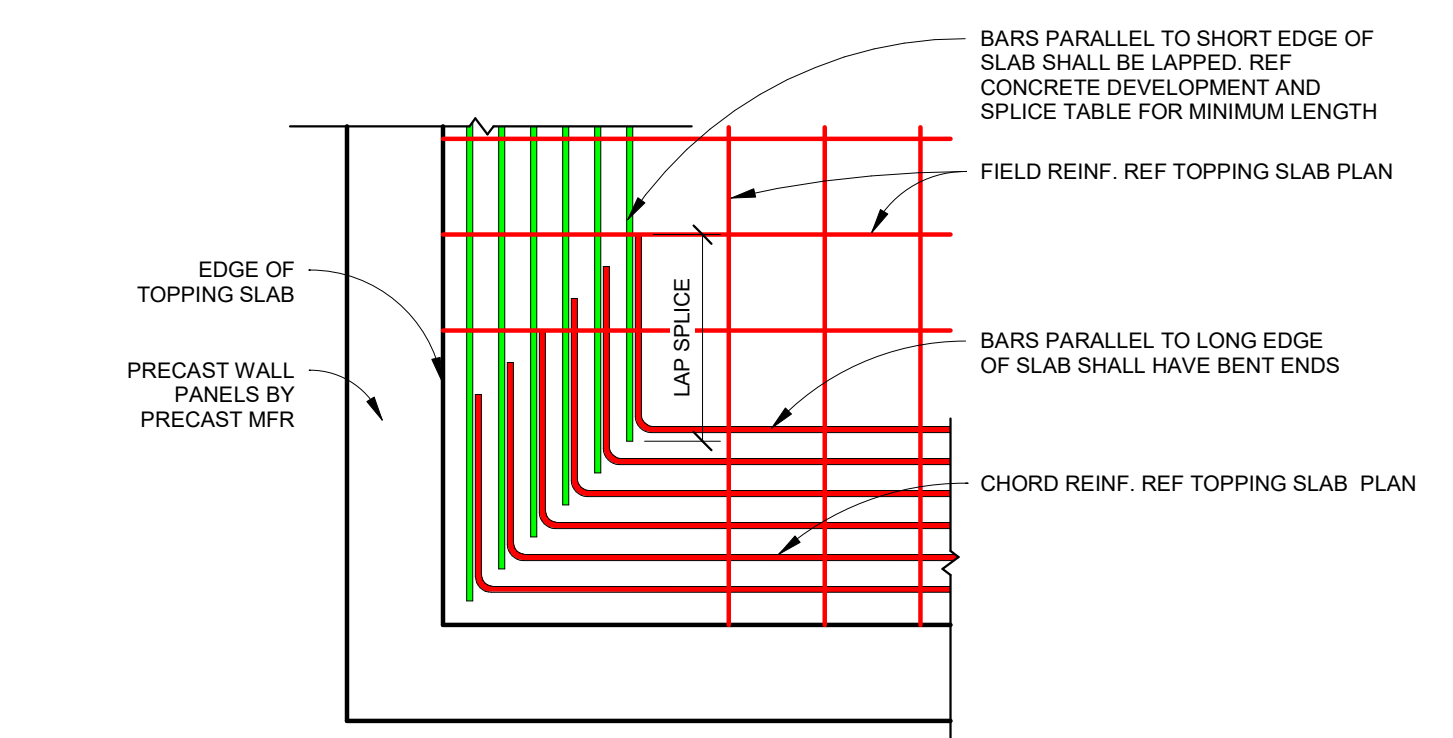 BARS PARALLEL TO SHORT EDGE OF
SLAB SHALL BE LAPPED. REF
CONCRETE DEVELOPMENT AND
SPLICE TABLE FOR MINIMUM LENGTH
FIELD REINF. REF TOPPING SLAB PLAN
EDGE OF
TOPPING SLAB
LAP SPLICE
PRECAST WALL
PANELS BY
PRECAST MFR
BARS PARALLEL TO LONG EDGE
OF SLAB SHALL HAVE BENT ENDS
CHORD REINF. REF TOPPING SLAB  PLAN